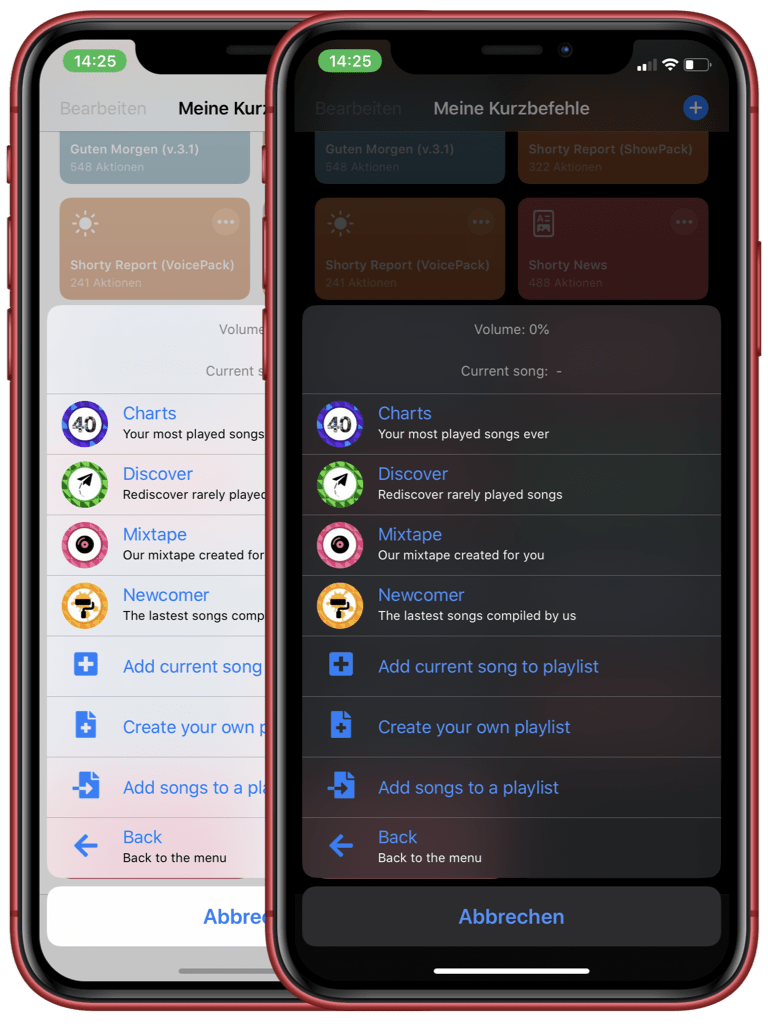 14:25
Bearbeiten
Meine Kurz
Guten Morgen (v.3.1)
548 Aktionen
Shorty Report (VoicePack)
241 Aktionen
Volume
Current s
40
Charts
Your most played songs
Discover
Rediscover rarely played
Mixtape
Our mixtape created for
Newcomer
The lastest songs comp
Add current song
Create your own p
Add songs to a pla
Back
Back to the menu
Abbre
14:25
Bearbeiten
Meine Kurzbefehle
Guten Morgen (v.3.1)
548 Aktionen
Shorty Report (ShowPack)
322 Aktionen
Shorty Report (VoicePack)
241 Aktionen
Shorty News
488 Aktionen
Volume: 0%
Current song: -
40
Charts
Your most played songs ever
Discover
Rediscover rarely played songs
Mixtape
Our mixtape created for you
Newcomer
The lastest songs compiled by us
Add current song to playlist
Create your own playlist
Add songs to a playlist
Back
Back to the menu
Abbrechen